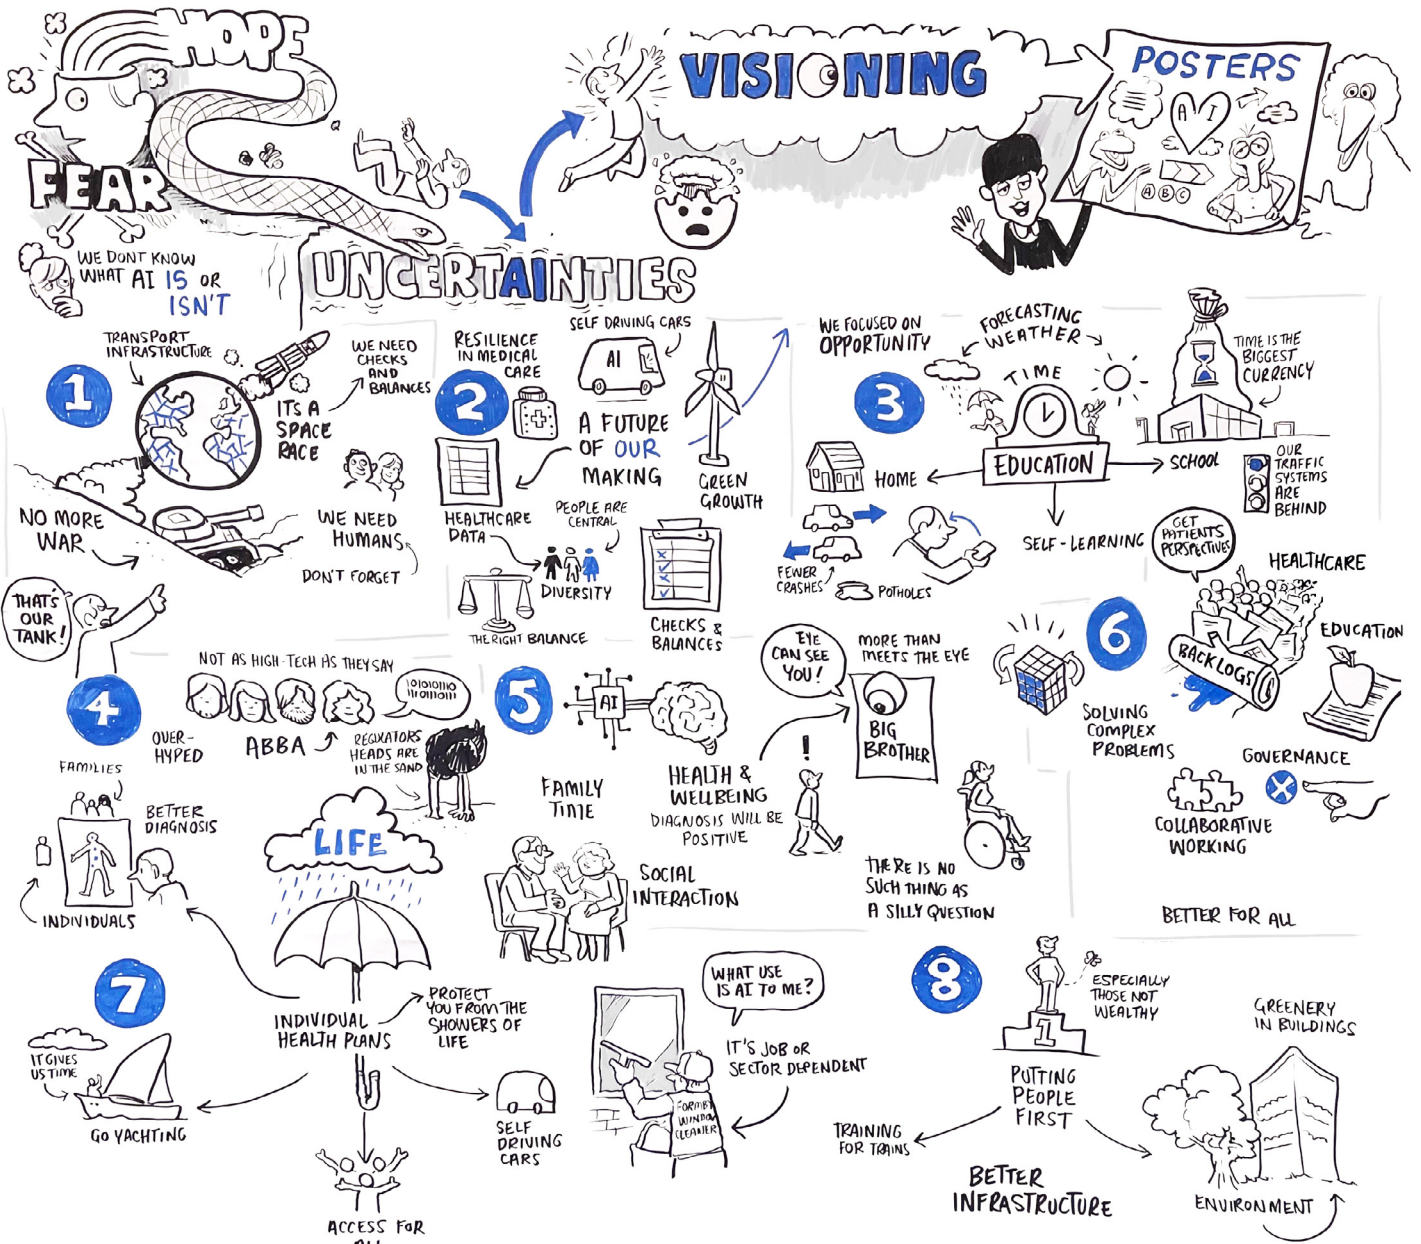 HOPE
FEAR
WE DONT KNOW
WHAT AI IS OR
ISN'T
UNCERTAINTIES
VISIONING
POSTERS
A I
A B C
1
TRANSPORT
INFRASTRUCTURE
WE NEED
CHECKS
AND
BALANCES
ITS A
SPACE
RACE
NO MORE
WAR
WE NEED
HUMANS
DON'T FORGET
THAT'S
OUR
TANK!
2
RESILIENCE
IN MEDICAL
CARE
SELF DRIVING CARS
AI
A FUTURE
OF OUR
MAKING
GREEN
GROWTH
HEALTHCARE
DATA
PEOPLE ARE
CENTRAL
DIVERSITY
THE RIGHT BALANCE
CHECKS &
BALANCES
3
WE FOCUSED ON
OPPORTUNITY
FORECASTING
WEATHER
TIME
EDUCATION
TIME IS THE
BIGGEST
CURRENCY
HOME
SCHOOL
OUR
TRAFFIC
SYSTEMS
ARE
BEHIND
SELF-LEARNING
FEWER
CRASHES
POTHOLES
4
NOT AS HIGH-TECH AS THEY SAY
OVER-
HYPED
ABBA
101010110
1110110111
REGULATORS
HEADS ARE
IN THE SAND
FAMILIES
BETTER
DIAGNOSIS
INDIVIDUALS
LIFE
5
AI
FAMILY
TIME
HEALTH &
WELLBEING
DIAGNOSIS WILL BE
POSITIVE
SOCIAL
INTERACTION
EYE
CAN SEE
YOU!
MORE THAN
MEETS THE EYE
BIG
BROTHER
!
THERE IS NO
SUCH THING AS
A SILLY QUESTION
6
GET
PATIENTS
PERSPECTIVES
HEALTHCARE
BACKLOGS
EDUCATION
SOLVING
COMPLEX
PROBLEMS
GOVERNANCE
X
COLLABORATIVE
WORKING
BETTER FOR ALL
7
IT GIVES
US TIME
GO YACHTING
INDIVIDUAL
HEALTH PLANS
PROTECT
YOU FROM THE
SHOWERS OF
LIFE
SELF
DRIVING
CARS
ACCESS FOR
ALL
WHAT USE
IS AI TO ME?
IT'S JOB OR
SECTOR DEPENDENT
FORMBY
WINDOW
CLEANER
8
1
ESPECIALLY
THOSE NOT
WEALTHY
PUTTING
PEOPLE
FIRST
TRAINING
FOR TRAINS
BETTER
INFRASTRUCTURE
GREENERY
IN BUILDINGS
ENVIRONMENT